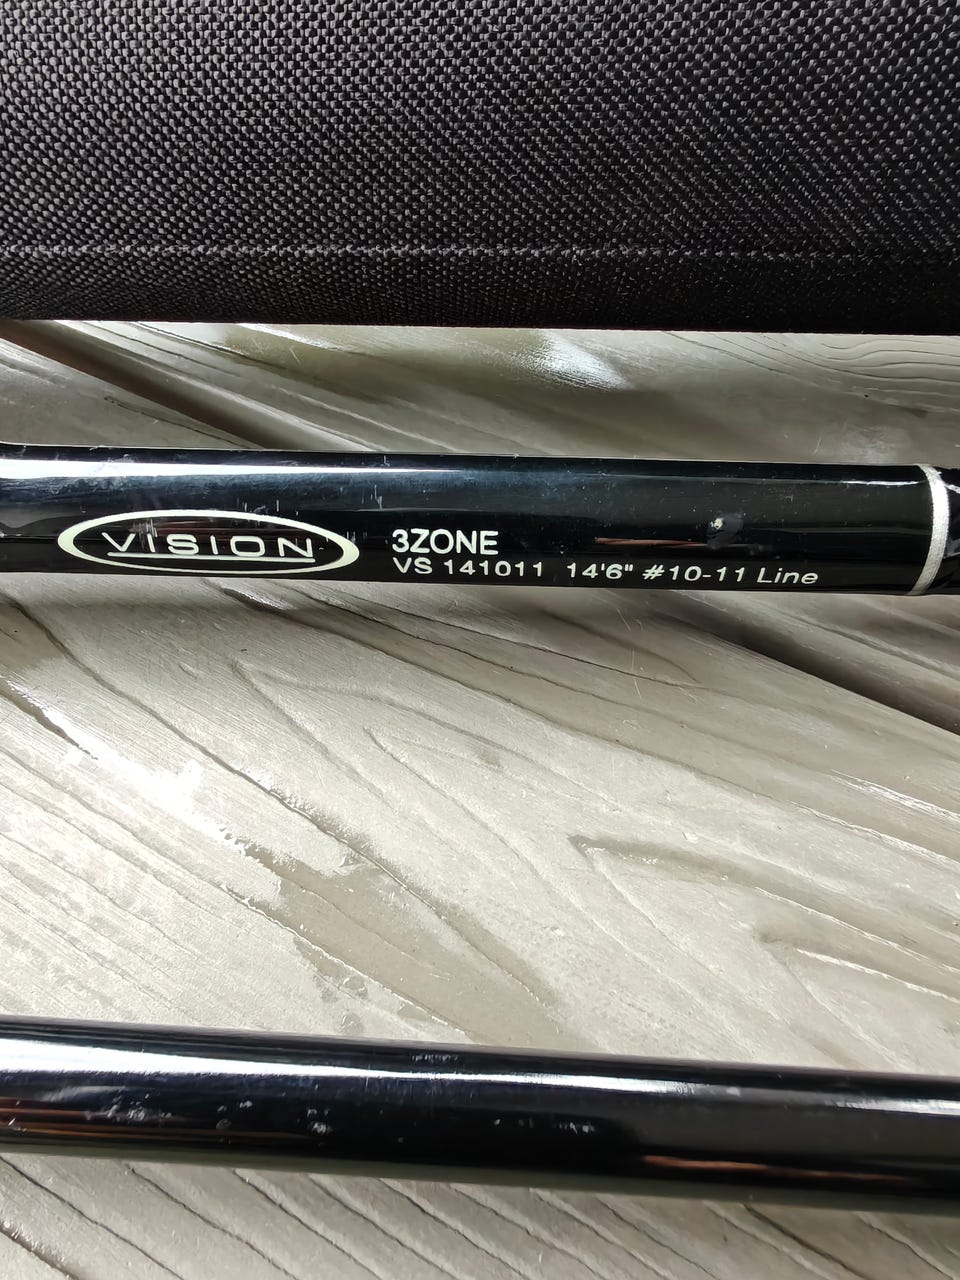 VISION
3ZONE
VS 141011 14'6" #10-11 Line